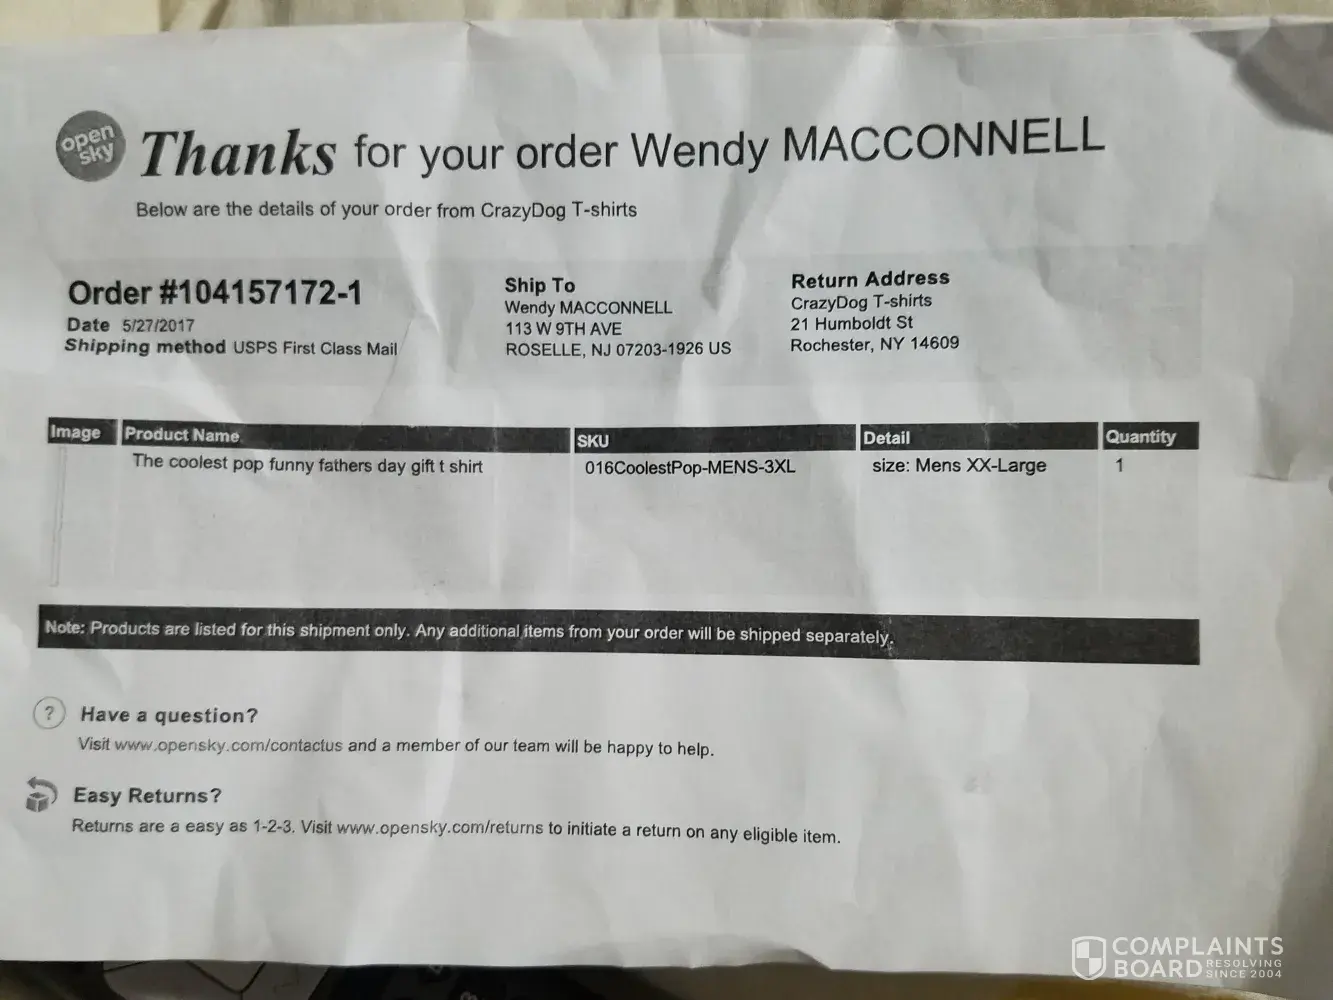 open sky
Thanks for your order Wendy MACCONNELL
Below are the details of your order from CrazyDog T-shirts
Order #104157172-1
Date 5/27/2017
Shipping method USPS First Class Mail
Ship To
Wendy MACCONNELL
113 W 9TH AVE
ROSELLE, NJ 07203-1926 US
Return Address
CrazyDog T-shirts
21 Humboldt St
Rochester, NY 14609
Image Product Name SKU Detail Quantity
The coolest pop funny fathers day gift t shirt 016CoolestPop-MENS-3XL size: Mens XX-Large 1
Note: Products are listed for this shipment only. Any additional items from your order will be shipped separately.
? Have a question?
Visit www.opensky.com/contactus and a member of our team will be happy to help.
Easy Returns?
Returns are a easy as 1-2-3. Visit www.opensky.com/returns to initiate a return on any eligible item.
COMPLAINTS
BOARD RESOLVING
SINCE 2004